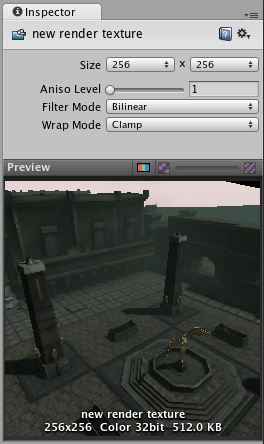 Inspector
new render texture
Size 256 x 256
Aniso Level 1
Filter Mode Bilinear
Wrap Mode Clamp
Preview
new render texture
256x256 Color 32bit 512.0 KB